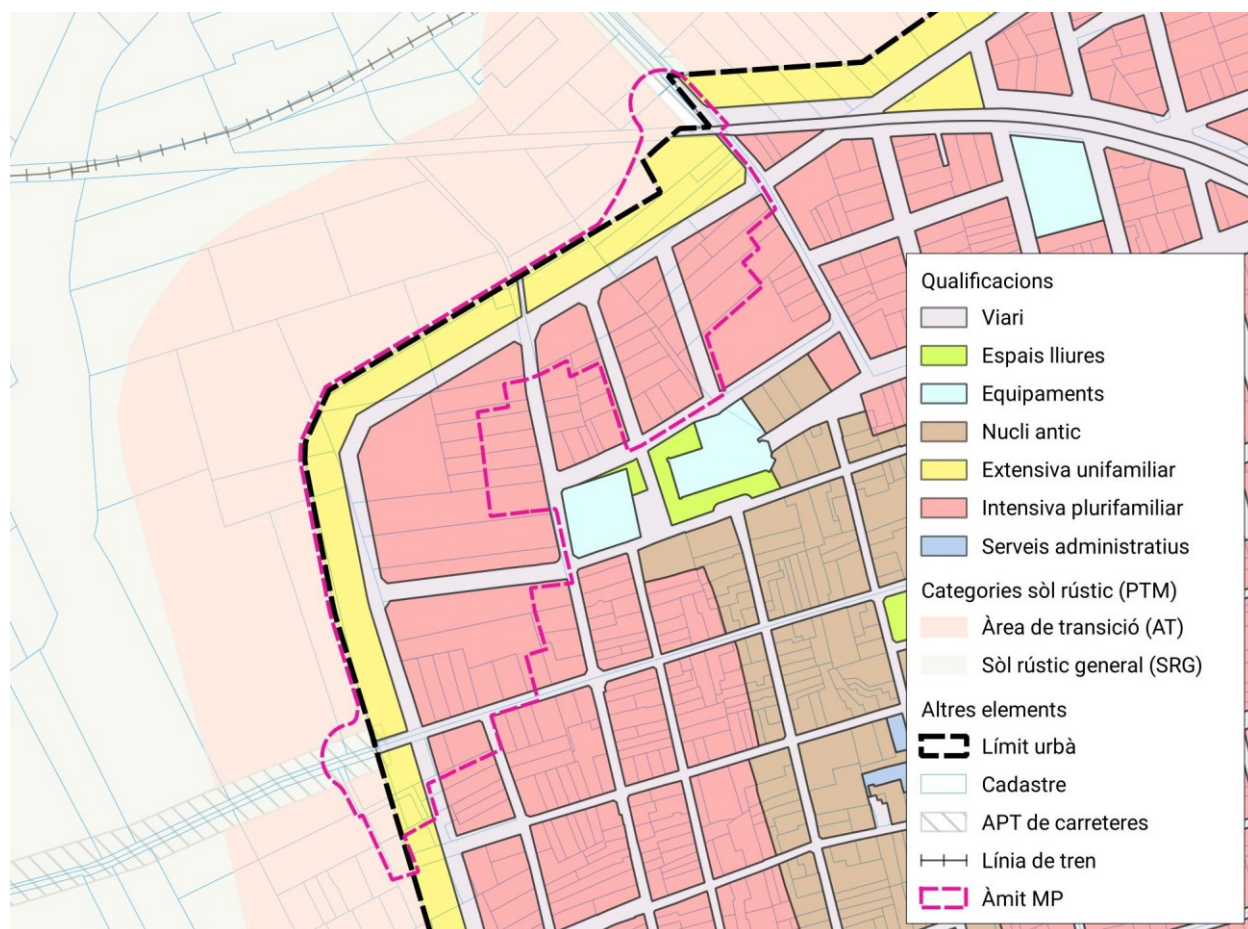 Qualificacions
Viari
Espais lliures
Equipaments
Nucli antic
Extensiva unifamiliar
Intensiva plurifamiliar
Serveis administratius
Categories sòl rústic (PTM)
Àrea de transició (AT)
Sòl rústic general (SRG)
Altres elements
Límit urbà
Cadastre
APT de carreteres
Línia de tren
Àmit MP